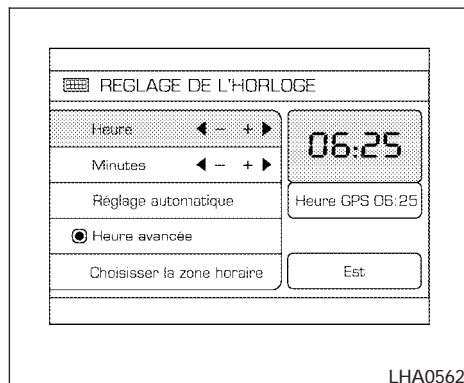 REGLAGE DE L'HORLOGE
Heure - +
06:25
Minutes - +
Réglage automatique
Heure GPS 06:25
Heure avancée
Choisisser la zone horaire
Est
LHA0562